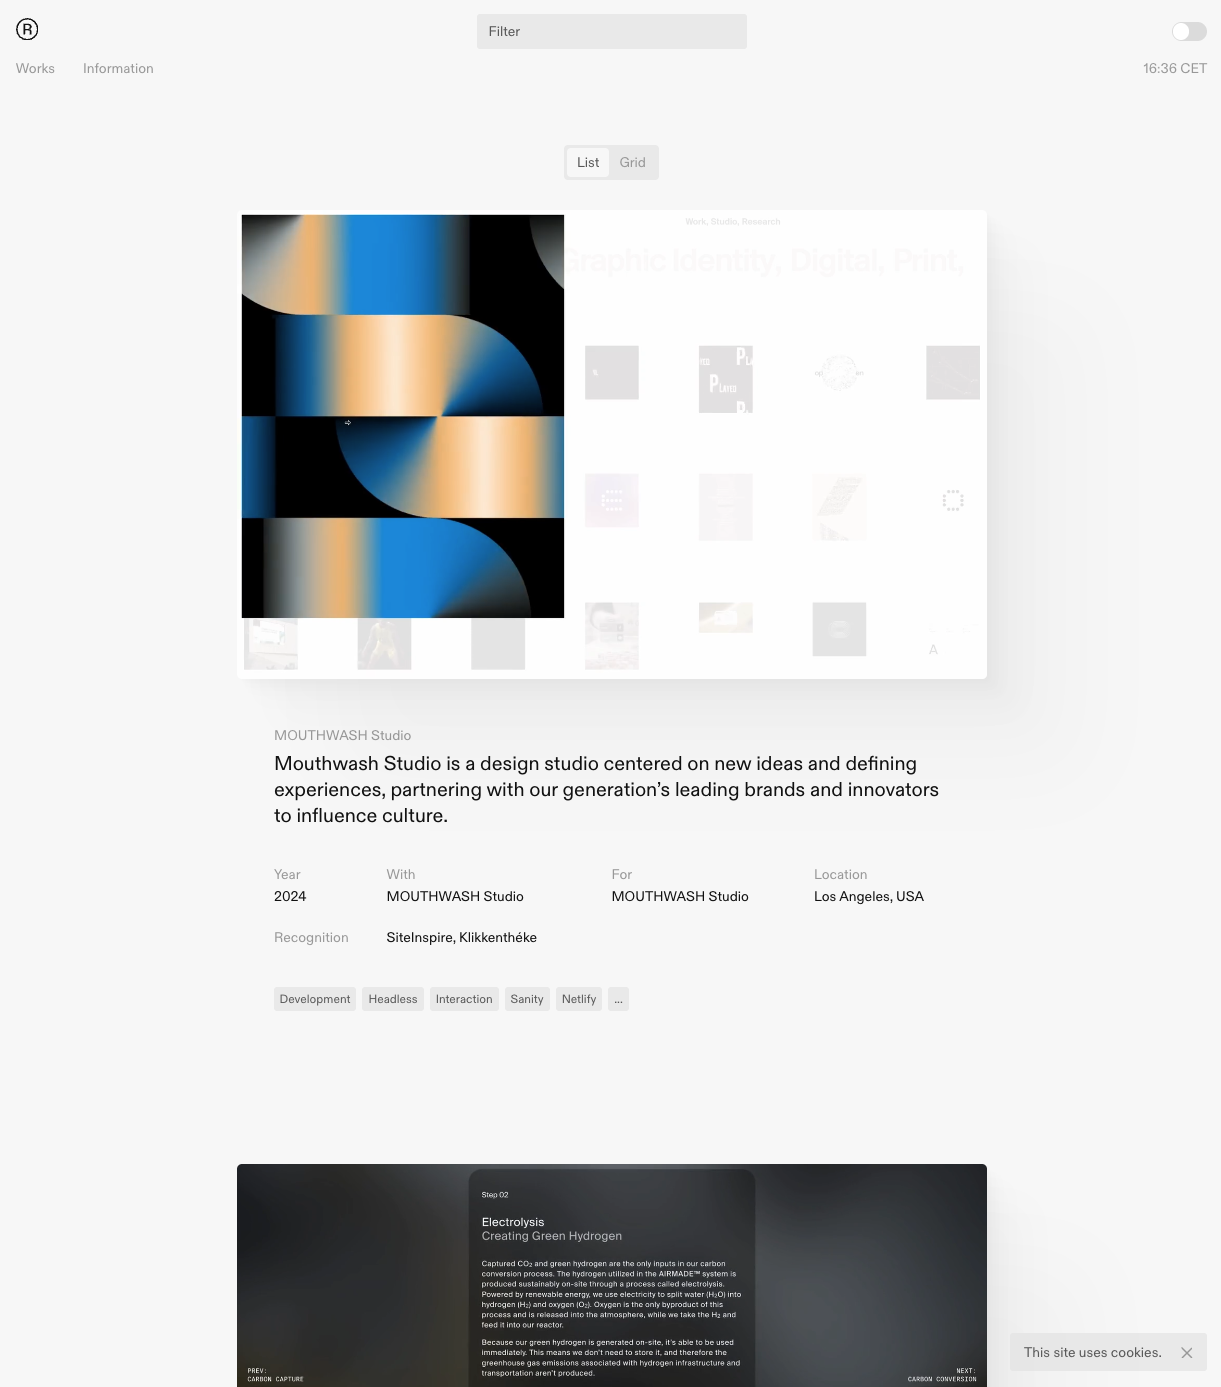 R
Filter
Works Information
16:36 CET
List Grid
Work, Studio, Research
Graphic Identity, Digital, Print,
A
MOUTHWASH Studio
Mouthwash Studio is a design studio centered on new ideas and defining
experiences, partnering with our generation’s leading brands and innovators
to influence culture.
Year With For Location
2024 MOUTHWASH Studio MOUTHWASH Studio Los Angeles, USA
Recognition SiteInspire, Klikkenthéke
Development Headless Interaction Sanity Netlify ...
Step 02
Electrolysis
Creating Green Hydrogen
Captured CO₂ and green hydrogen are the only inputs in our carbon
conversion process. The hydrogen utilized in the AIRMADE™ system is
produced sustainably on-site through a process called electrolysis.
Powered by renewable energy, we use electricity to split water (H₂O) into
hydrogen (H₂) and oxygen (O₂). Oxygen is the only byproduct of this
process and is released into the atmosphere, while we take the H₂ and
feed it into our reactor.
Because our green hydrogen is generated on-site, it's able to be used
immediately. This means we don't need to store it, and therefore the
greenhouse gas emissions associated with hydrogen infrastructure and
transportation aren't produced.
PREV:
CARBON CAPTURE
NEXT:
CARBON CONVERSION
This site uses cookies.